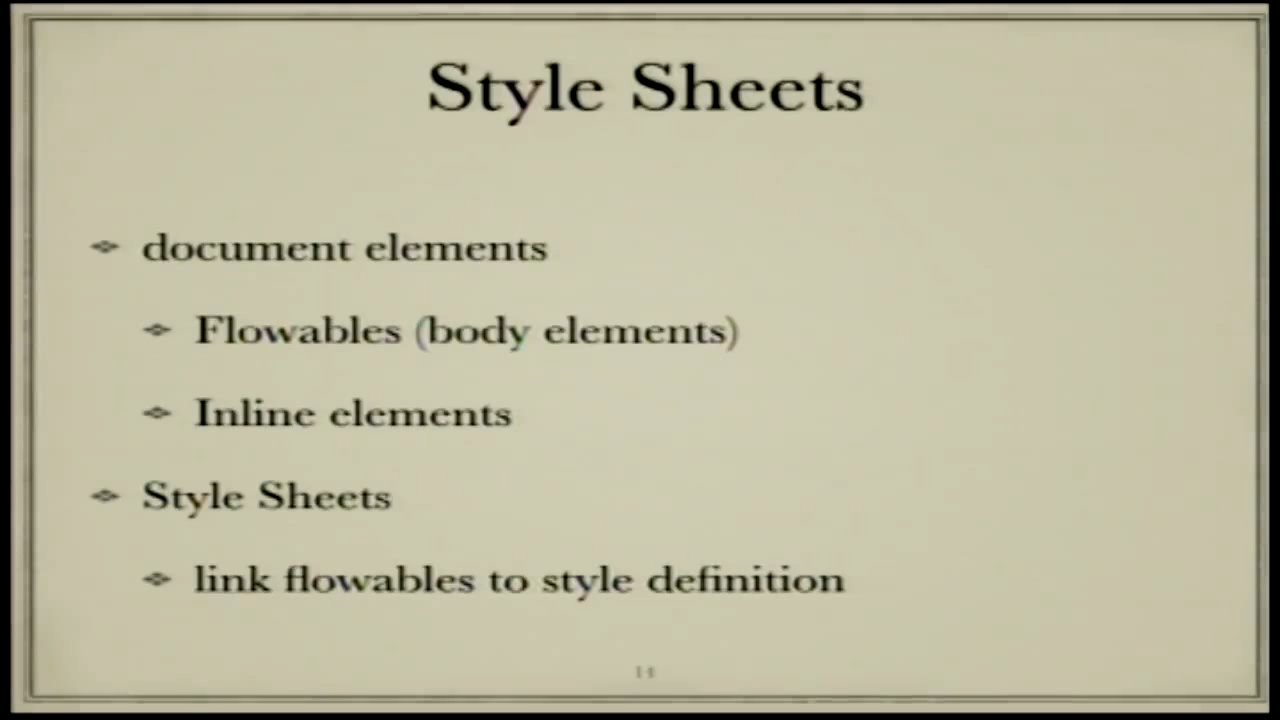 Style Sheets
document elements
Flowables (body elements)
Inline elements
Style Sheets
link flowables to style definition